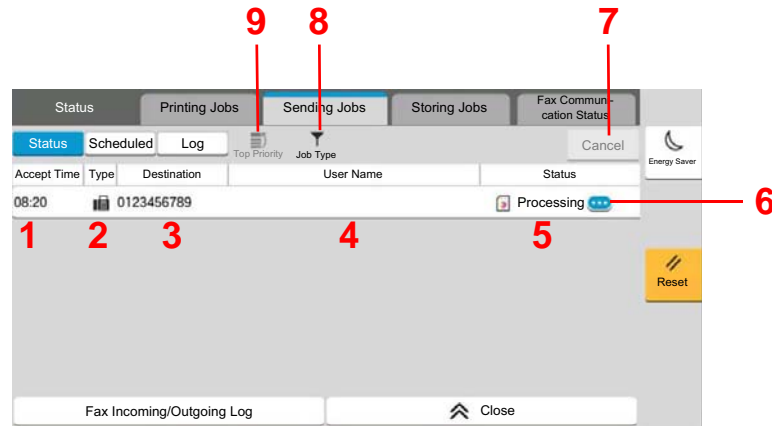 9 8 7
Status Printing Jobs Sending Jobs Storing Jobs Fax Communi-
cation Status
Status Scheduled Log Top Priority Job Type Cancel
Energy Saver
Accept Time Type Destination User Name Status
08:20 0123456789 Processing 6
1 2 3 4 5
Reset
Fax Incoming/Outgoing Log Close